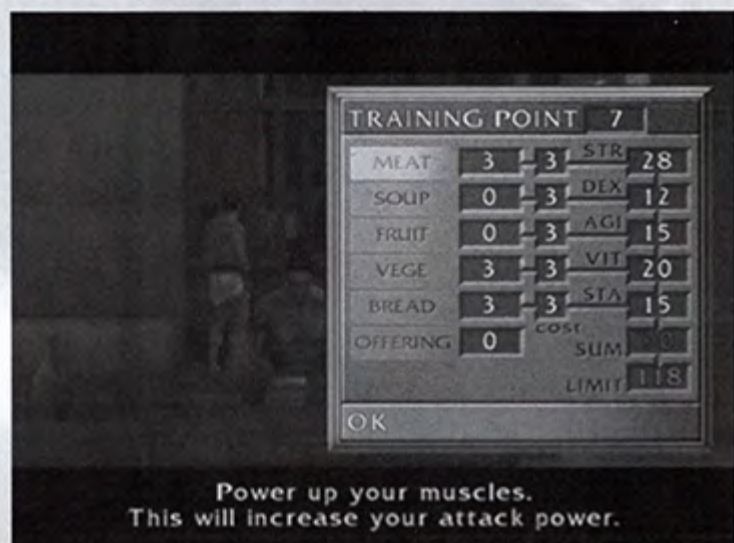 TRAINING POINT 7
MEAT 3 3 STR 28
SOUP 0 3 DEX 12
FRUIT 0 3 AGI 15
VEGE 3 3 VIT 20
BREAD 3 3 STA 15
OFFERING 0 cost SUM
LIMIT 118
OK
Power up your muscles.
This will increase your attack power.